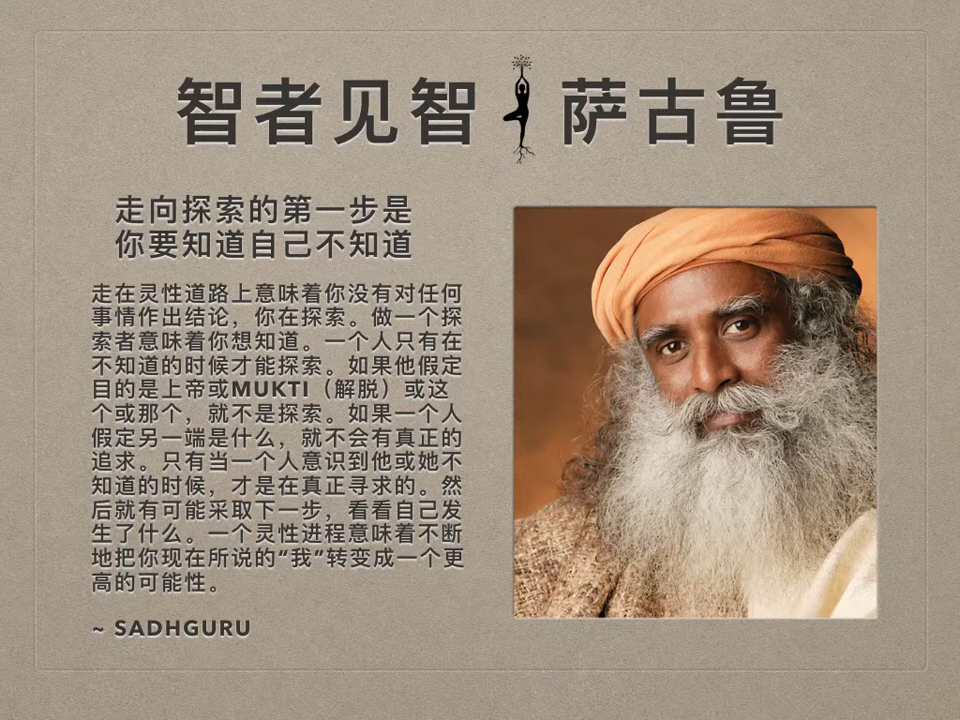 智者见智 萨古鲁
走向探索的第一步是
你要知道自己不知道
走在灵性道路上意味着你没有对任何
事情作出结论，你在探索。做一个探
索者意味着你想知道。一个人只有在
不知道的时候才能探索。如果他假定
目的是上帝或MUKTI（解脱）或这
个或那个，就不是探索。如果一个人
假定另一端是什么，就不会有真正的
追求。只有当一个人意识到他或她不
知道的时候，才是在真正寻求的。然
后就有可能采取下一步，看看自己发
生了什么。一个灵性进程意味着不断
地把你现在所说的“我”转变成一个更
高的可能性。
~ SADHGURU